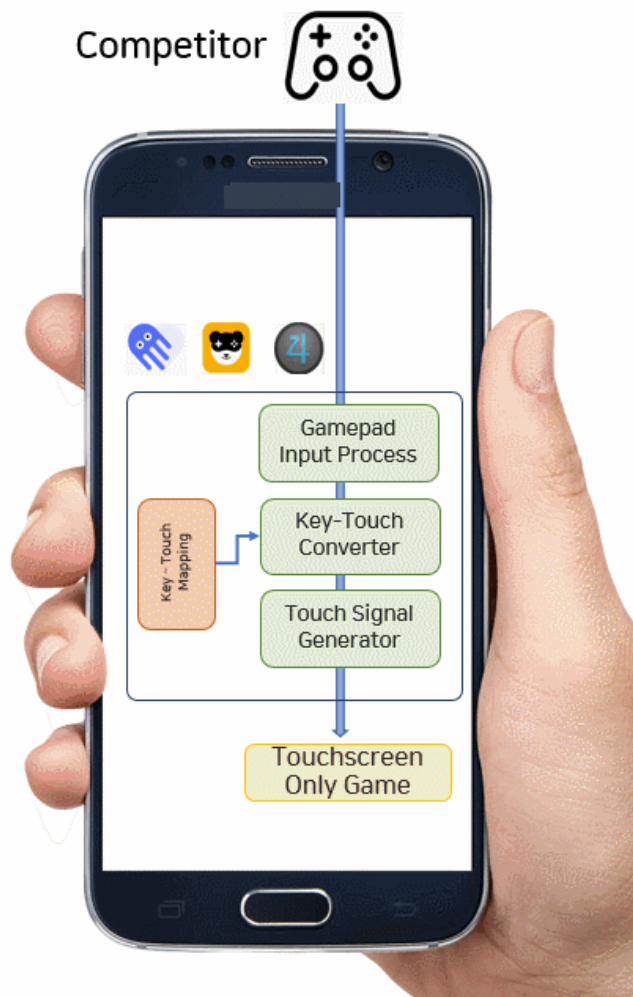 Competitor
Gamepad
Input Process
Key - Touch
Mapping
Key-Touch
Converter
Touch Signal
Generator
Touchscreen
Only Game